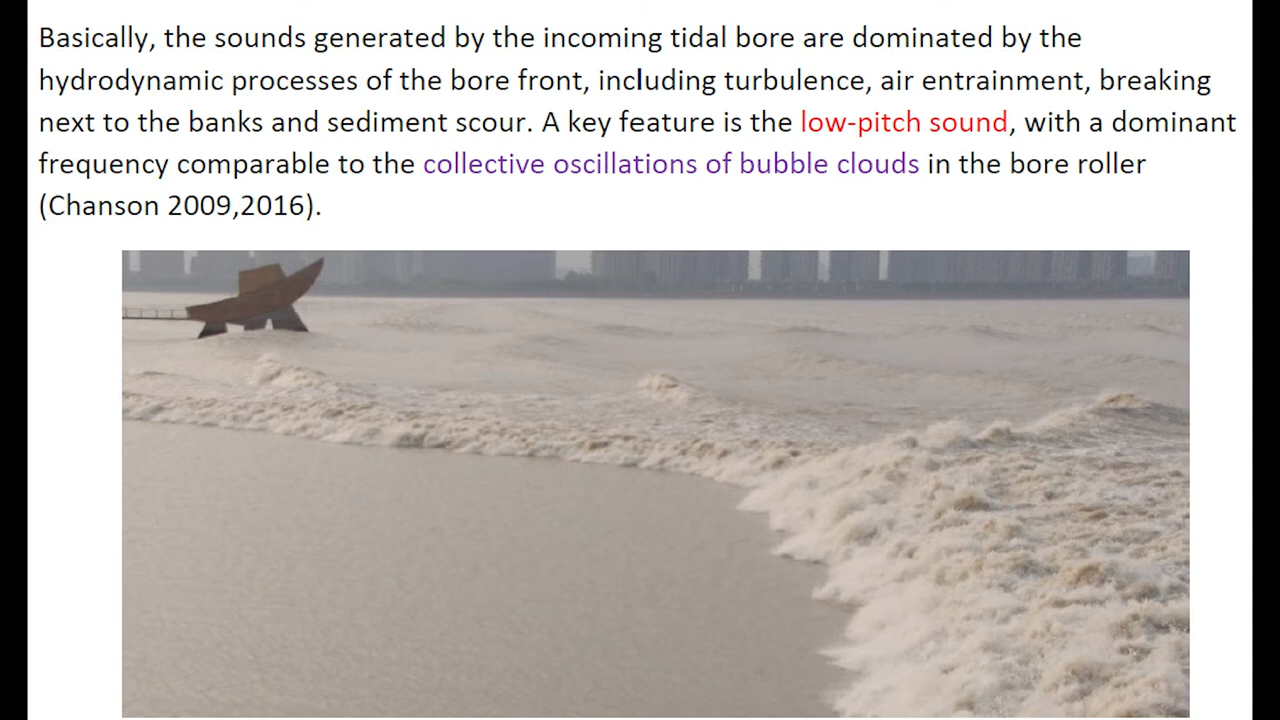 Basically, the sounds generated by the incoming tidal bore are dominated by the
hydrodynamic processes of the bore front, including turbulence, air entrainment, breaking
next to the banks and sediment scour. A key feature is the low-pitch sound, with a dominant
frequency comparable to the collective oscillations of bubble clouds in the bore roller
(Chanson 2009,2016).